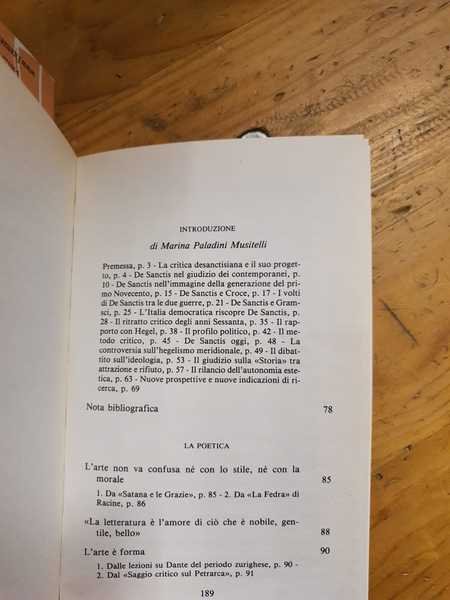 INTRODUZIONE
di Marina Paladini Musitelli
Premessa, p. 3 - La critica desanctisiana e il suo proget-
to, p. 4 - De Sanctis nel giudizio dei contemporanei, p.
10 - De Sanctis nell'immagine della generazione del primo
Novecento, p. 15 - De Sanctis e Croce, p. 17 - I volti
di De Sanctis tra le due guerre, p. 21 - De Sanctis e Gram-
sci, p. 25 - L'Italia democratica riscopre De Sanctis, p.
28 - Il ritratto critico degli anni Sessanta, p. 35 - Il rap-
porto con Hegel, p. 38 - Il profilo politico, p. 42 - Il me-
todo critico, p. 45 - De Sanctis oggi, p. 48 - La
controversia sull'hegelismo meridionale, p. 49 - Il dibat-
tito sull'ideologia, p. 53 - Il giudizio sulla «Storia» tra
attrazione e rifiuto, p. 57 - Il rilancio dell'autonomia este-
tica, p. 63 - Nuove prospettive e nuove indicazioni di ri-
cerca, p. 69
Nota bibliografica 78
LA POETICA
L'arte non va confusa né con lo stile, né con la
morale 85
1. Da «Satana e le Grazie», p. 85 - 2. Da «La Fedra» di
Racine, p. 86
«La letteratura è l'amore di ciò che è nobile, gen-
tile, bello» 88
L'arte è forma 90
1. Dalle lezioni su Dante del periodo zurighese, p. 90 -
2. Dal «Saggio critico sul Petrarca», p. 91
189